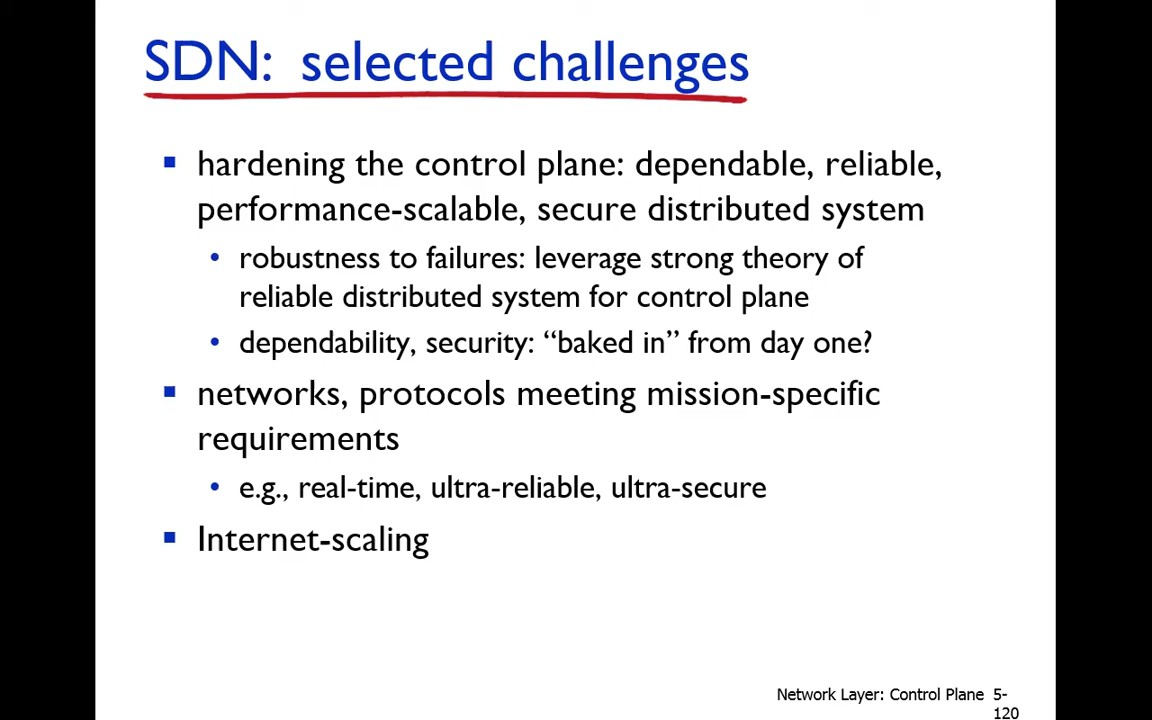 SDN: selected challenges
▪ hardening the control plane: dependable, reliable,
performance-scalable, secure distributed system
• robustness to failures: leverage strong theory of
reliable distributed system for control plane
• dependability, security: “baked in” from day one?
▪ networks, protocols meeting mission-specific
requirements
• e.g., real-time, ultra-reliable, ultra-secure
▪ Internet-scaling
Network Layer: Control Plane 5-
120